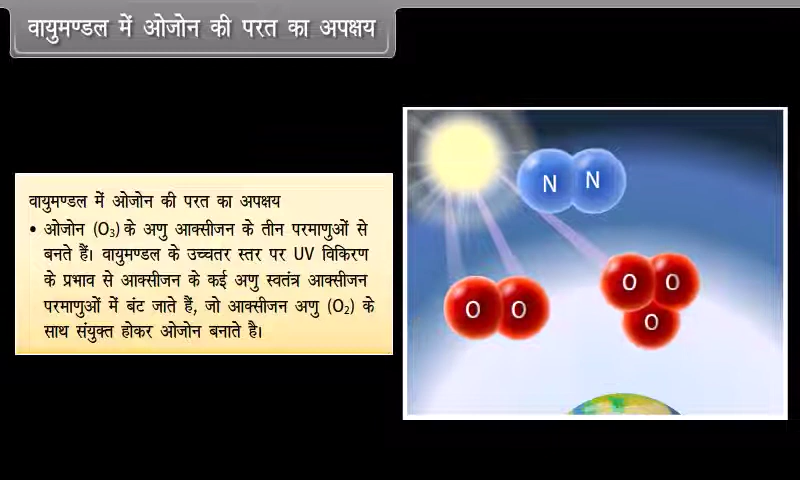 वायुमण्डल में ओजोन की परत का अपक्षय
वायुमण्डल में ओजोन की परत का अपक्षय
• ओजोन (O₃) के अणु आक्सीजन के तीन परमाणुओं से
बनते हैं। वायुमण्डल के उच्चतर स्तर पर UV विकिरण
के प्रभाव से आक्सीजन के कई अणु स्वतंत्र आक्सीजन
परमाणुओं में बंट जाते हैं, जो आक्सीजन अणु (O₂) के
साथ संयुक्त होकर ओजोन बनाते है।
N N
O O
O O
O